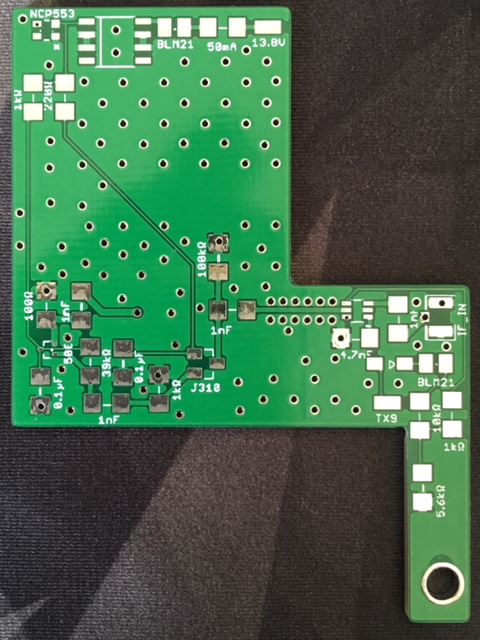 NCP553
BLM21
50mA
13.8V
1kΩ
220Ω
100kΩ
100Ω
1nF
1nF
1nF
IF_IN
4.7nF
39kΩ
0.1µF
0.1µF
1kΩ
J310
BLM21
TX9
10kΩ
1nF
1kΩ
5.6kΩ